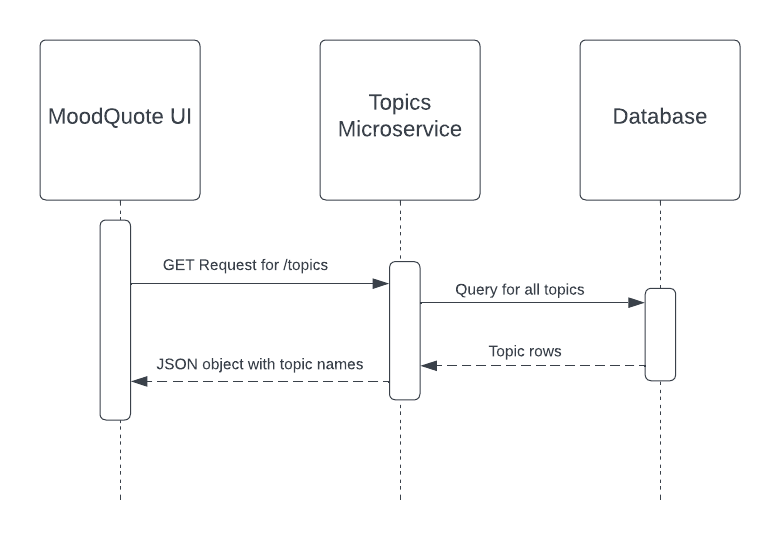 MoodQuote UI
Topics
Microservice
Database
GET Request for /topics
Query for all topics
Topic rows
JSON object with topic names